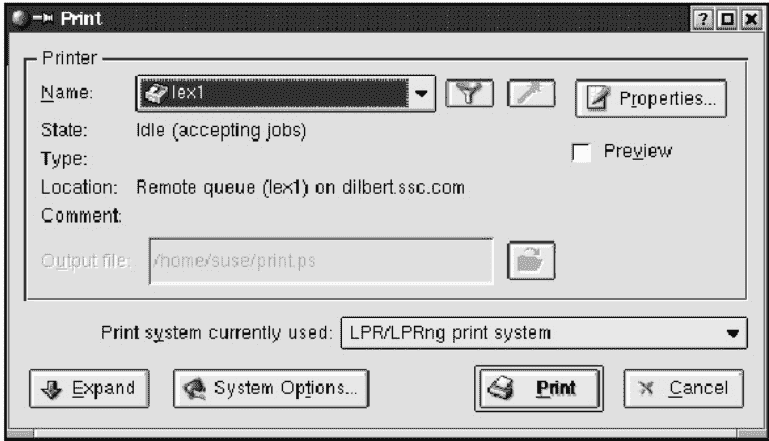 Print
?
Printer
Name: lex1
Properties...
State: Idle (accepting jobs)
Preview
Type:
Location: Remote queue (lex1) on dilbert.ssc.com
Comment:
Output file: /home/suse/print.ps
Print system currently used: LPR/LPRng print system
Expand System Options... Print Cancel